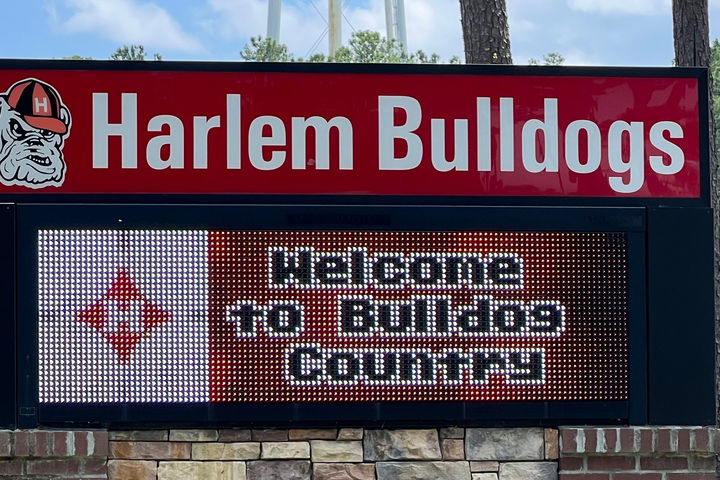 H
Harlem Bulldogs
H
Welcome
to Bulldog
Country